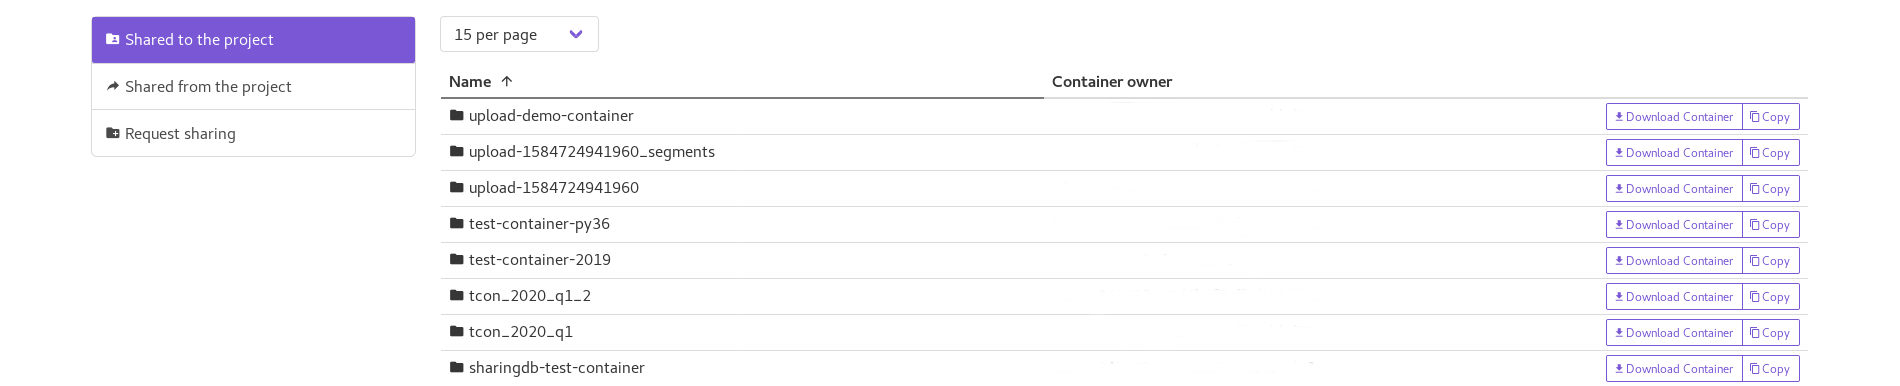 Shared to the project
Shared from the project
Request sharing
15 per page
Name Container owner
upload-demo-container Download Container Copy
upload-1584724941960_segments Download Container Copy
upload-1584724941960 Download Container Copy
test-container-py36 Download Container Copy
test-container-2019 Download Container Copy
tcon_2020_q1_2 Download Container Copy
tcon_2020_q1 Download Container Copy
sharingdb-test-container Download Container Copy